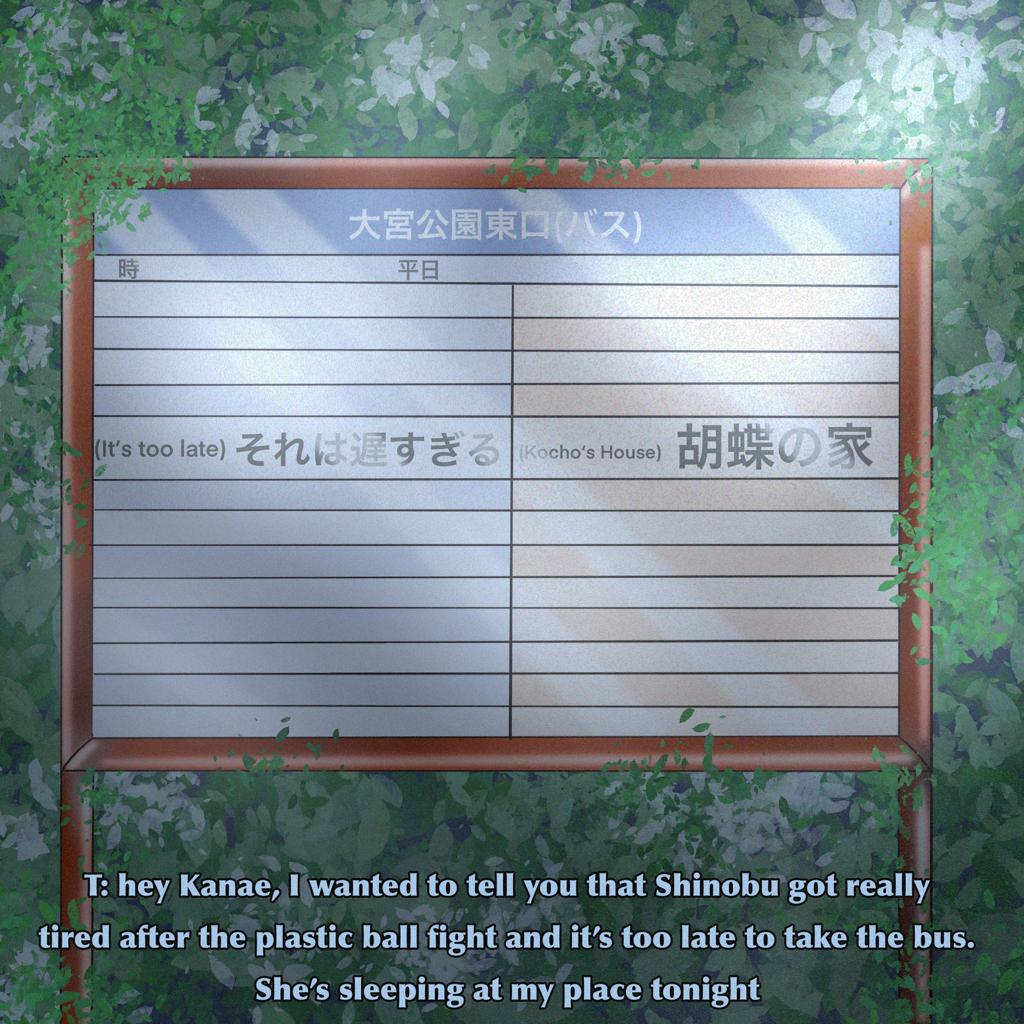 大宮公園東口(バス)
時 平日
(It's too late) それは遅すぎる (Kocho's House) 胡蝶の家
T: hey Kanae, I wanted to tell you that Shinobu got really
tired after the plastic ball fight and it's too late to take the bus.
She's sleeping at my place tonight